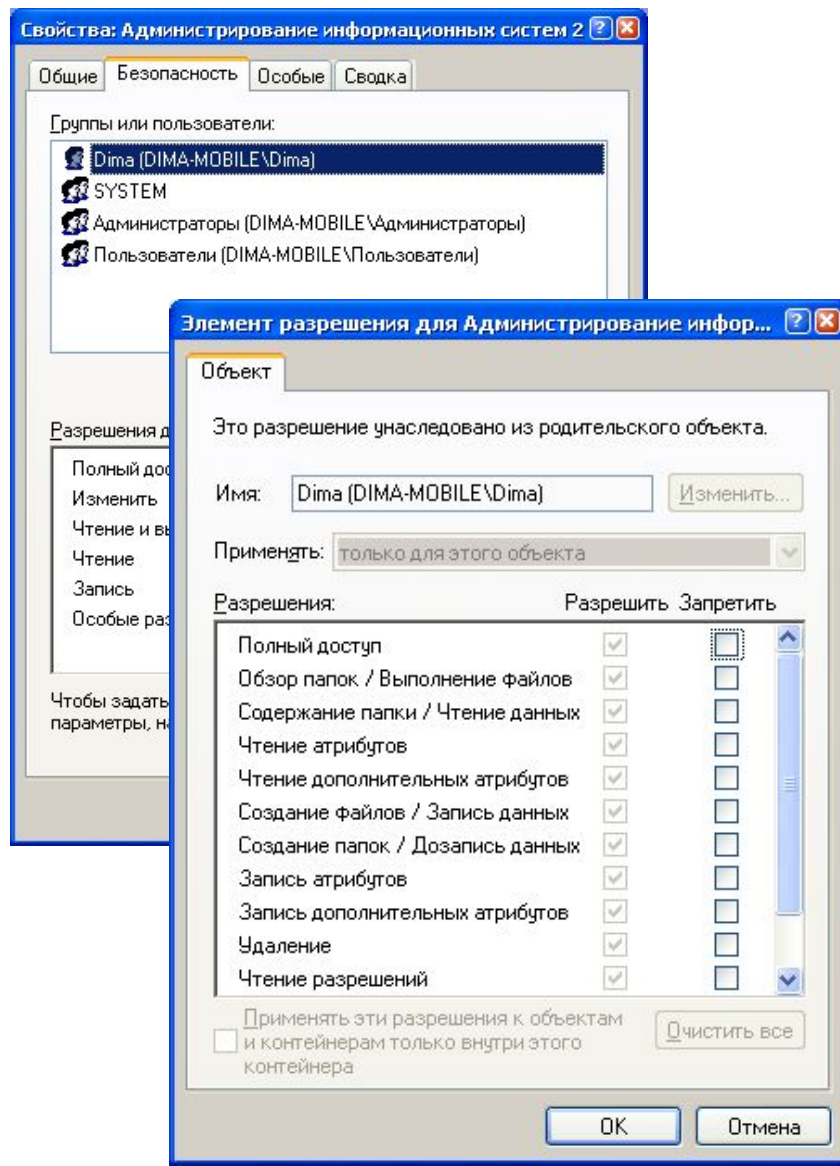 Свойства: Администрирование информационных систем 2
Общие Безопасность Особые Сводка
Группы или пользователи:
Dima (DIMA-MOBILE\Dima)
SYSTEM
Администраторы (DIMA-MOBILE\Администраторы)
Пользователи (DIMA-MOBILE\Пользователи)
Разрешения д
Полный дос
Изменить
Чтение и вы
Чтение
Запись
Особые раз
Чтобы задать
параметры, на
Элемент разрешения для Администрирование инфор...
Объект
Это разрешение унаследовано из родительского объекта.
Имя: Dima (DIMA-MOBILE\Dima) Изменить...
Применять: только для этого объекта
Разрешения: Разрешить Запретить
Полный доступ
Обзор папок / Выполнение файлов
Содержание папки / Чтение данных
Чтение атрибутов
Чтение дополнительных атрибутов
Создание файлов / Запись данных
Создание папок / Дозапись данных
Запись атрибутов
Запись дополнительных атрибутов
Удаление
Чтение разрешений
Применять эти разрешения к объектам
и контейнерам только внутри этого
контейнера
Очистить все
OK Отмена